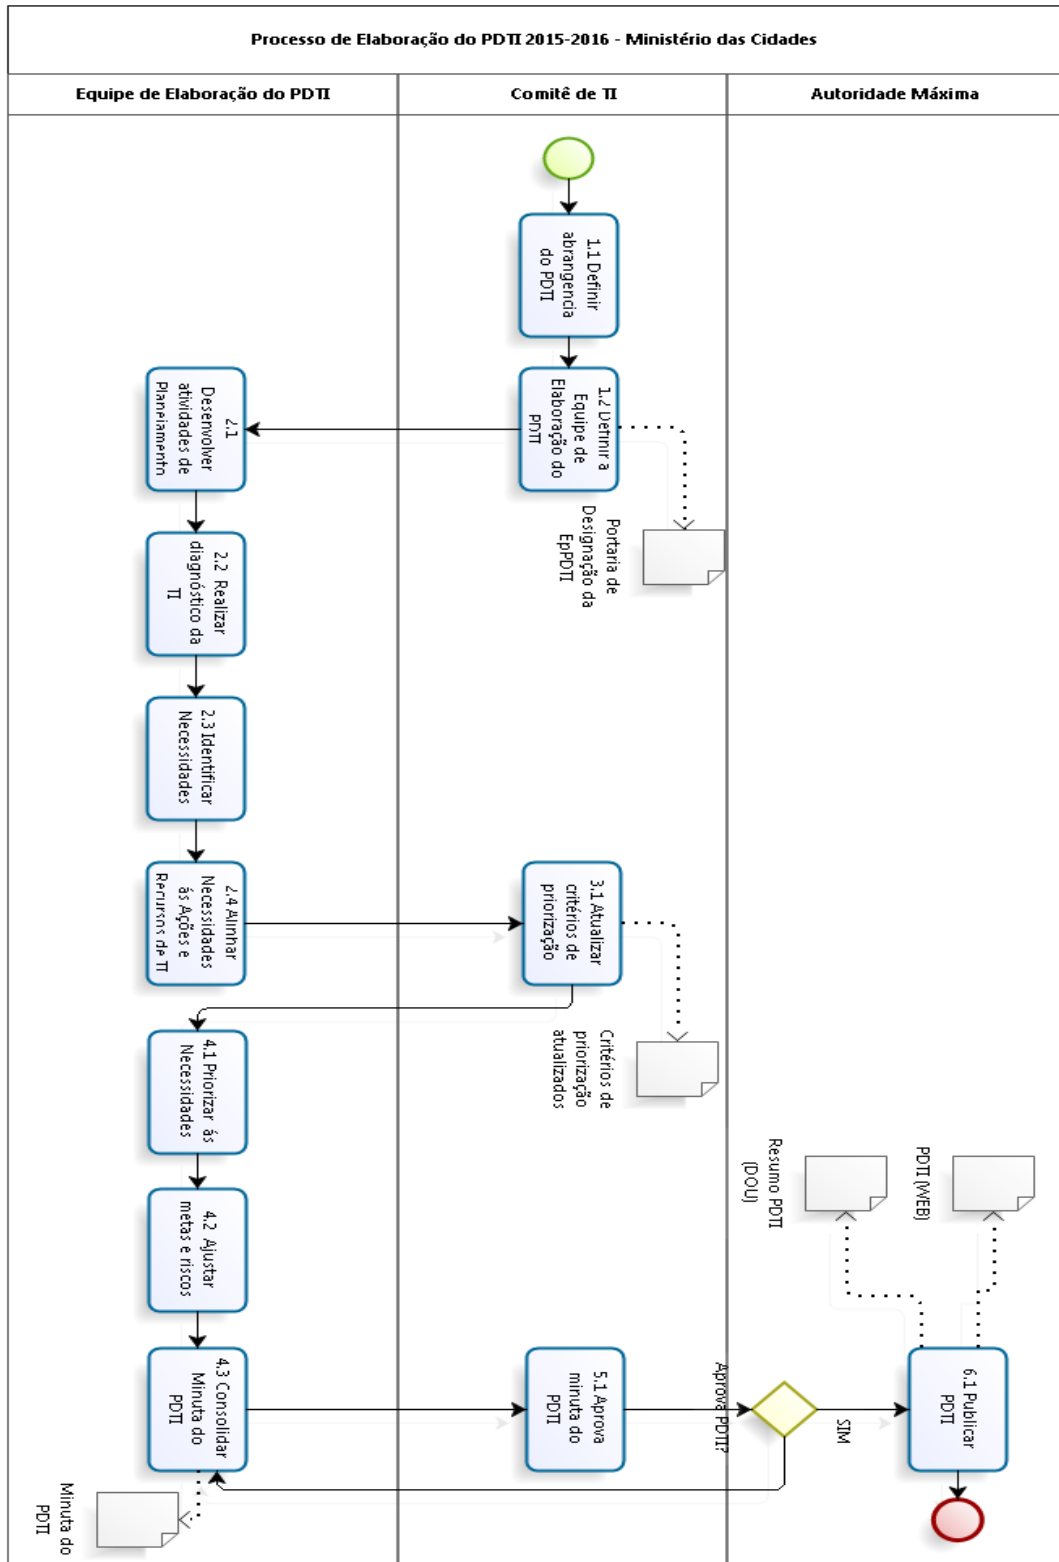 Processo de Elaboração do PDTI 2015-2016 - Ministério das Cidades
Equipe de Elaboração do PDTI
Comitê de TI
Autoridade Máxima
1.1 Definir
abrangencia
do PDTI
1.2 Definir a
Equipe de
Elaboração do
PDTI
Portaria de
Designação da
EpPDTI
2.1
Desenvolver
atividades de
Planejamento
2.2 Realizar
diagnóstico da
TI
2.3 Identificar
Necessidades
2.4 Alinhar
Necessidades
ás Ações e
Recursos de TI
3.1 Atualizar
critérios de
priorização
Critérios de
priorização
atualizados
4.1 Priorizar ás
Necessidades
4.2 Ajustar
metas e riscos
4.3 Consolidar
Minuta do
PDTI
Minuta do
PDTI
5.1 Aprova
minuta do
PDTI
Aprova PDTI?
SIM
6.1 Publicar
PDTI
Resumo PDTI
(DOU)
PDTI (WEB)